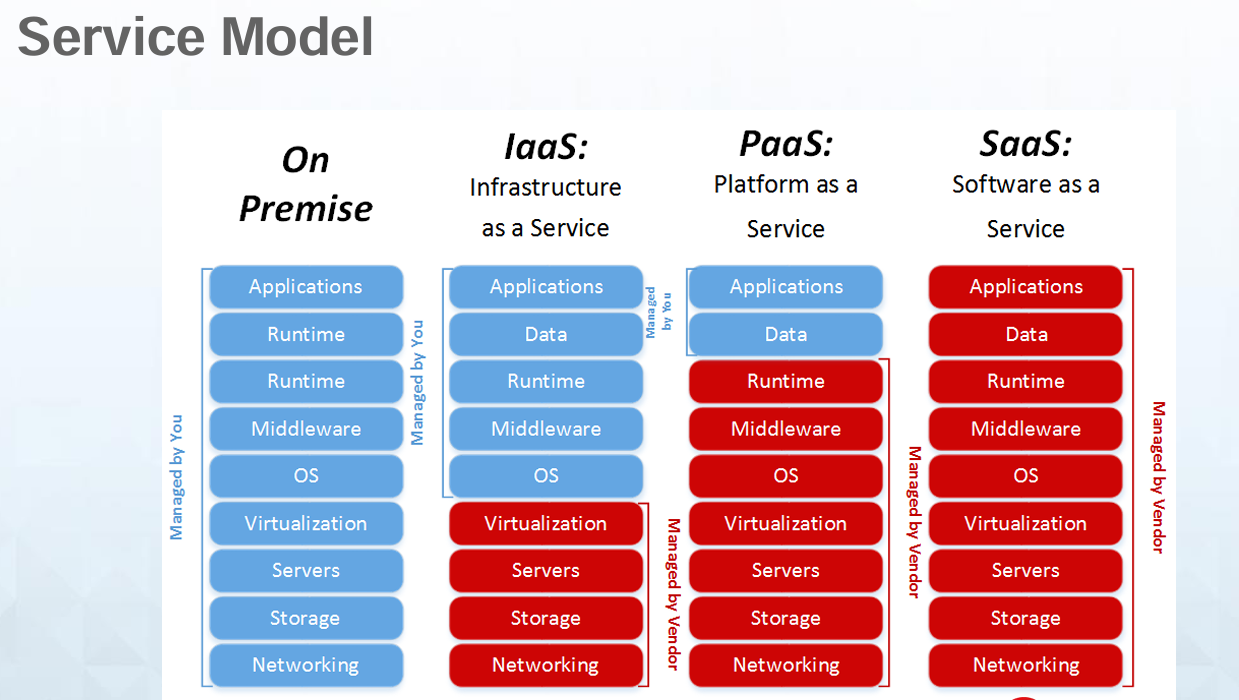 Service Model
On
Premise
IaaS:
Infrastructure
as a Service
PaaS:
Platform as a
Service
SaaS:
Software as a
Service
Managed by You
Applications
Runtime
Runtime
Middleware
OS
Virtualization
Servers
Storage
Networking
Managed by You
Applications
Data
Runtime
Middleware
OS
Virtualization
Servers
Storage
Networking
Managed by Vendor
Managed
by You
Applications
Data
Runtime
Middleware
OS
Virtualization
Servers
Storage
Networking
Managed by Vendor
Applications
Data
Runtime
Middleware
OS
Virtualization
Servers
Storage
Networking
Managed by Vendor